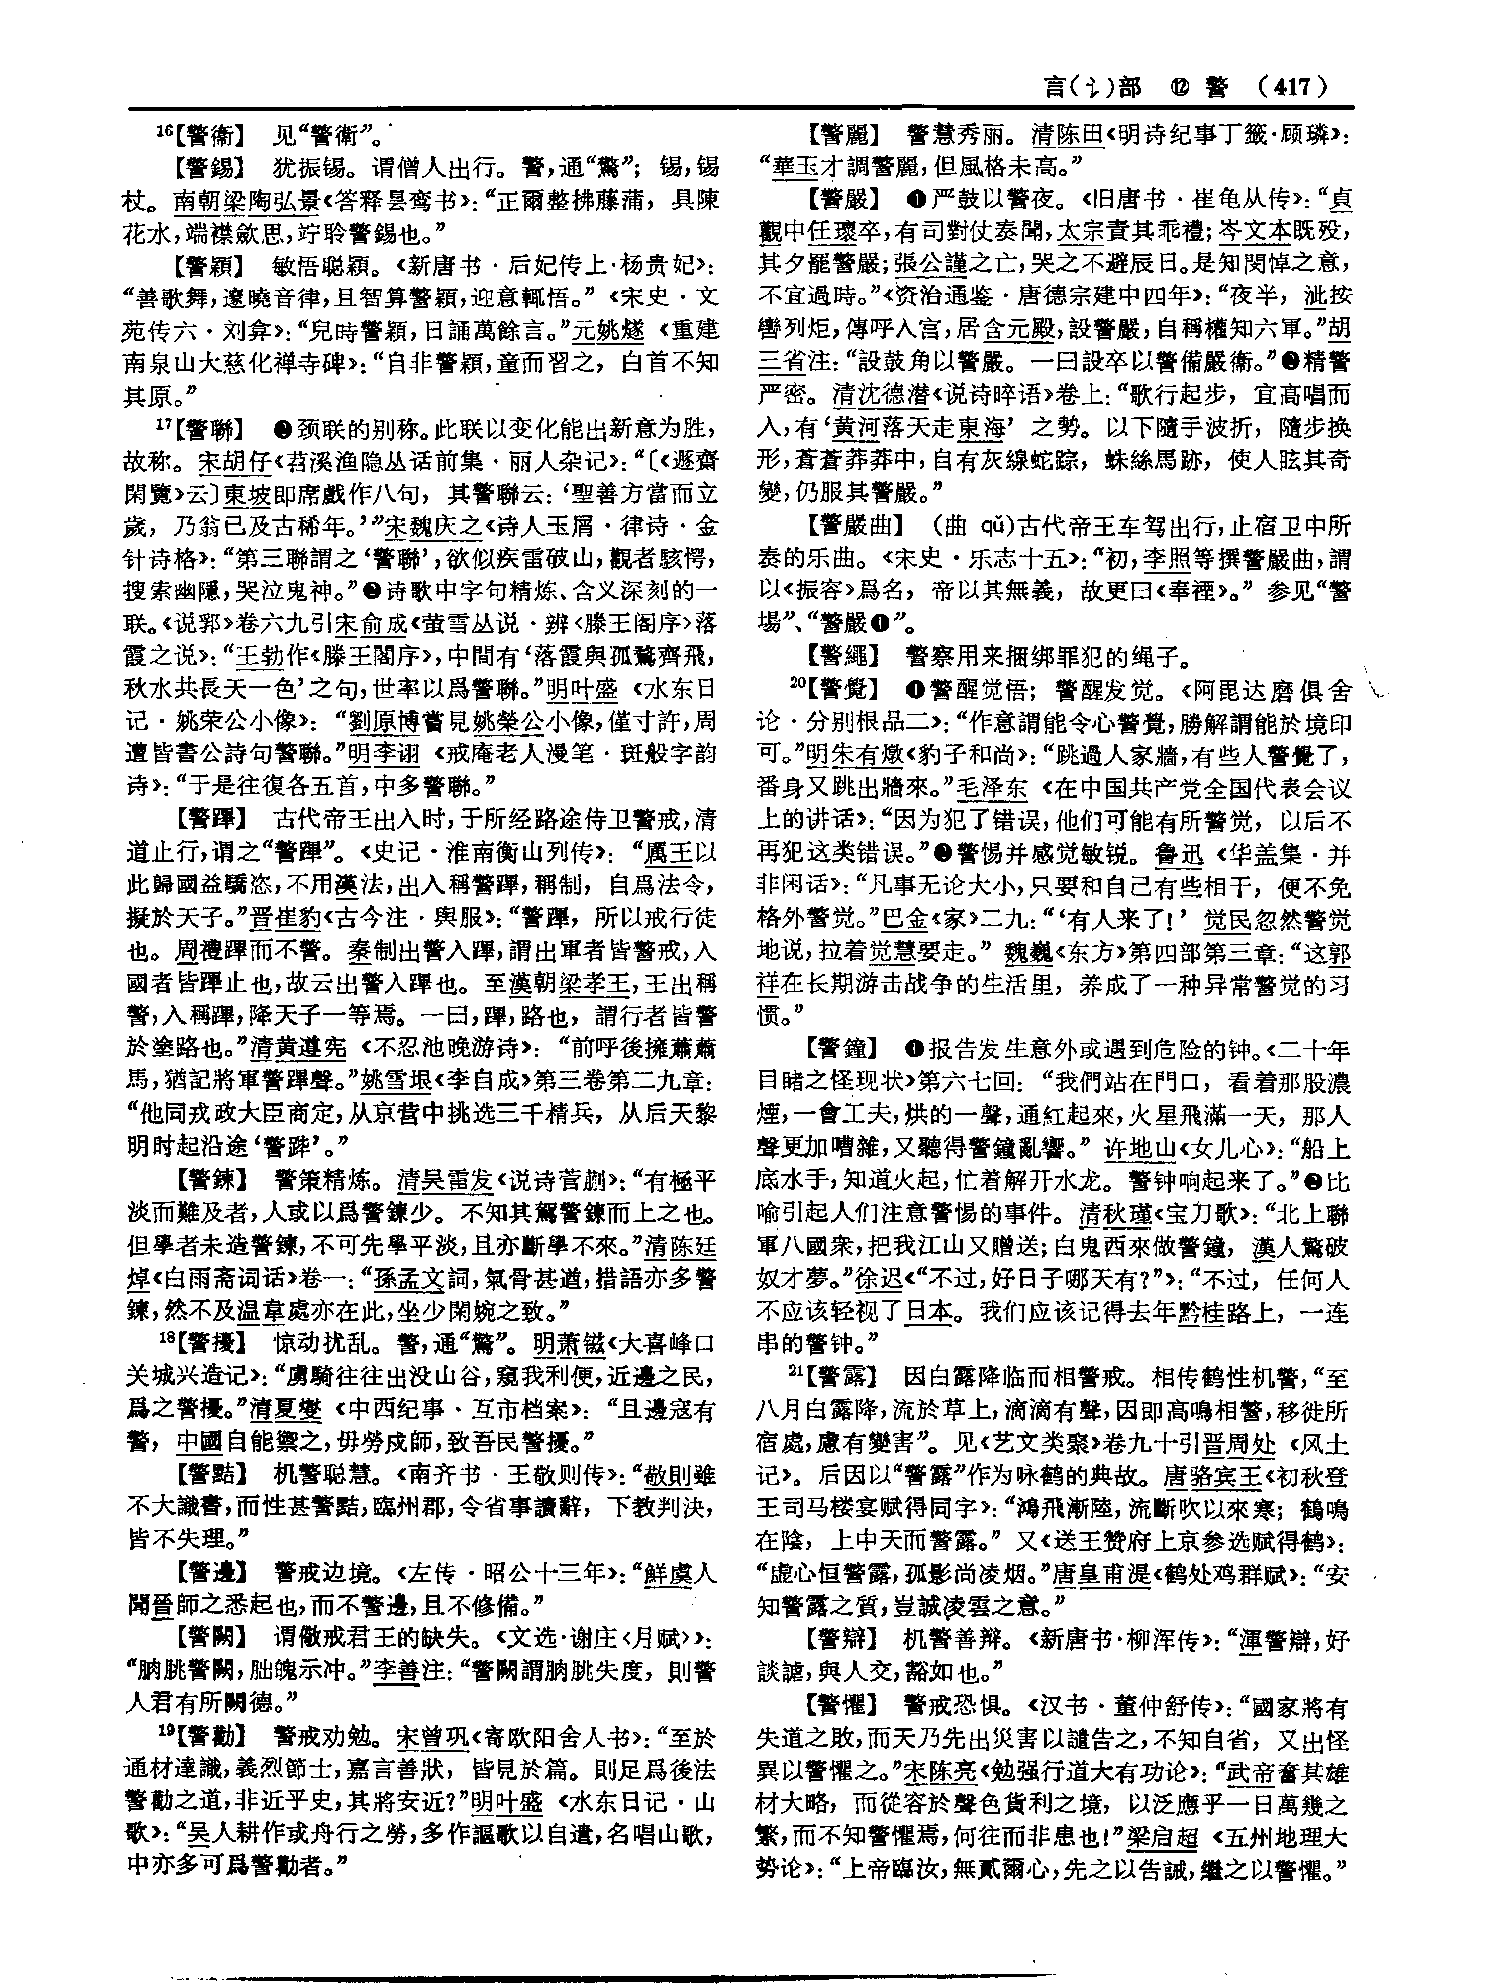 言(讠)部 ⑫ 警 (417)
16【警衞】 见“警衛”。
【警錫】 犹振锡。谓僧人出行。警,通“驚”; 锡,锡
杖。南朝梁陶弘景《答释昙鸾书》:“正爾整拂藤蒲, 具陳
花水,端襟斂思,竚聆警錫也。”
【警穎】 敏悟聪颖。《新唐书·后妃传上·杨贵妃》:
“善歌舞,邃曉音律,且智算警穎,迎意輒悟。”《宋史·文
苑传六·刘弇》:“兒時警穎,日誦萬餘言。”元姚燧《重建
南泉山大慈化禅寺碑》:“自非警穎,童而習之, 白首不知
其原。”
17【警聯】 ❶颈联的别称。此联以变化能出新意为胜,
故称。宋胡仔《苕溪渔隐丛话前集·丽人杂记》:“〔《遯齋
閑覽》云〕東坡即席戲作八句, 其警聯云:‘聖善方當而立
歲, 乃翁已及古稀年。’”宋魏庆之《诗人玉屑·律诗·金
针诗格》:“第三聯謂之‘警聯’,欲似疾雷破山,觀者駭愕,
搜索幽隱,哭泣鬼神。”❷诗歌中字句精炼、含义深刻的一
联。《说郛》卷六九引宋俞成《萤雪丛说·辨〈滕王阁序〉落
霞之说》:“王勃作《滕王閣序》,中間有‘落霞與孤鶩齊飛,
秋水共長天一色’之句,世率以爲警聯。”明叶盛《水东日
记·姚荣公小像》: “劉原博嘗見姚榮公小像,僅寸許,周
遭皆書公詩句警聯。”明李诩《戒庵老人漫笔·斑般字韵
诗》:“于是往復各五首,中多警聯。”
【警蹕】 古代帝王出入时,于所经路途侍卫警戒,清
道止行,谓之“警蹕”。《史记·淮南衡山列传》: “厲王以
此歸國益驕恣,不用漢法,出入稱警蹕,稱制, 自爲法令,
擬於天子。”晋崔豹《古今注·舆服》:“警蹕, 所以戒行徒
也。周禮蹕而不警。秦制出警入蹕,謂出軍者皆警戒,入
國者皆蹕止也,故云出警入蹕也。至漢朝梁孝王,王出稱
警,入稱蹕,降天子一等焉。一曰,蹕,路也, 謂行者皆警
於塗路也。”清黄遵宪《不忍池晚游诗》: “前呼後擁蕭蕭
馬,猶記將軍警蹕聲。”姚雪垠《李自成》第三卷第二九章:
“他同戎政大臣商定,从京营中挑选三千精兵, 从后天黎
明时起沿途‘警跸’。”
【警鍊】 警策精炼。清吴雷发《说诗菅蒯》:“有極平
淡而難及者,人或以爲警鍊少。不知其駕警鍊而上之也。
但學者未造警鍊,不可先學平淡,且亦斷學不來。”清陈廷
焯《白雨斋词话》卷一:“孫孟文詞,氣骨甚遒,措語亦多警
鍊,然不及温韋處亦在此,坐少閑婉之致。”
18【警擾】 惊动扰乱。警,通“驚”。明萧鎡《大喜峰口
关城兴造记》:“虜騎往往出没山谷,窺我利便,近邊之民,
爲之警擾。”清夏燮《中西纪事·互市档案》: “且邊寇有
警, 中國自能禦之,毋勞戍師,致吾民警擾。”
【警黠】 机警聪慧。《南齐书·王敬则传》:“敬則雖
不大識書,而性甚警黠,臨州郡,令省事讀辭, 下教判決,
皆不失理。”
【警邊】 警戒边境。《左传·昭公十三年》:“鮮虞人
聞晉師之悉起也,而不警邊,且不修備。”
【警闕】 谓儆戒君王的缺失。《文选·谢庄〈月赋〉》:
“朒朓警闕,朏魄示冲。”李善注:“警闕謂朒朓失度, 則警
人君有所闕德。”
19【警勸】 警戒劝勉。宋曾巩《寄欧阳舍人书》:“至於
通材達識,義烈節士,嘉言善狀, 皆見於篇。則足爲後法
警勸之道,非近乎史,其將安近?”明叶盛《水东日记·山
歌》:“吴人耕作或舟行之勞,多作謳歌以自遣,名唱山歌,
中亦多可爲警勸者。”
【警麗】 警慧秀丽。清陈田《明诗纪事丁籤·顾璘》:
“華玉才調警麗,但風格未高。”
【警嚴】 ❶严鼓以警夜。《旧唐书·崔龟从传》:“貞
觀中任瓌卒,有司對仗奏聞,太宗責其乖禮;岑文本既殁,
其夕罷警嚴;張公謹之亡,哭之不避辰日。是知閔悼之意,
不宜過時。”《资治通鉴·唐德宗建中四年》:“夜半, 泚按
轡列炬,傳呼入宫,居含元殿,設警嚴,自稱權知六軍。”胡
三省注:“設鼓角以警嚴。一曰設卒以警備嚴衞。”❷精警
严密。清沈德潜《说诗晬语》卷上:“歌行起步, 宜高唱而
入,有‘黄河落天走東海’之勢。以下隨手波折, 隨步换
形,蒼蒼莽莽中,自有灰線蛇踪, 蛛絲馬跡, 使人眩其奇
變,仍服其警嚴。”
【警嚴曲】 (曲 qǔ)古代帝王车驾出行,止宿卫中所
奏的乐曲。《宋史·乐志十五》:“初,李照等撰警嚴曲,謂
以《振容》爲名, 帝以其無義, 故更曰《奉禋》。” 参见“警
場”、“警嚴❶”。
【警繩】 警察用来捆绑罪犯的绳子。
20【警覺】 ❶警醒觉悟; 警醒发觉。《阿毘达磨俱舍
论·分别根品二》:“作意謂能令心警覺,勝解謂能於境印
可。”明朱有燉《豹子和尚》:“跳過人家牆,有些人警覺了,
番身又跳出牆來。”毛泽东《在中国共产党全国代表会议
上的讲话》:“因为犯了错误,他们可能有所警觉, 以后不
再犯这类错误。”❷警惕并感觉敏锐。鲁迅《华盖集·并
非闲话》:“凡事无论大小,只要和自己有些相干, 便不免
格外警觉。”巴金《家》二九:“‘有人来了!’觉民忽然警觉
地说,拉着觉慧要走。” 魏巍《东方》第四部第三章:“这郭
祥在长期游击战争的生活里, 养成了一种异常警觉的习
惯。”
【警鐘】 ❶报告发生意外或遇到危险的钟。《二十年
目睹之怪现状》第六七回: “我們站在門口, 看着那股濃
煙,一會工夫,烘的一聲,通紅起來,火星飛滿一天, 那人
聲更加嘈雜,又聽得警鐘亂響。” 许地山《女儿心》:“船上
底水手,知道火起,忙着解开水龙。警钟响起来了。”❷比
喻引起人们注意警惕的事件。清秋瑾《宝刀歌》:“北上聯
軍八國衆,把我江山又贈送;白鬼西來做警鐘, 漢人驚破
奴才夢。”徐迟《“不过,好日子哪天有?”》:“不过, 任何人
不应该轻视了日本。我们应该记得去年黔桂路上, 一连
串的警钟。”
21【警露】 因白露降临而相警戒。相传鹤性机警,“至
八月白露降,流於草上,滴滴有聲,因即高鳴相警,移徙所
宿處,慮有變害”。见《艺文类聚》卷九十引晋周处《风土
记》。后因以“警露”作为咏鹤的典故。唐骆宾王《初秋登
王司马楼宴赋得同字》:“鴻飛漸陸,流斷吹以來寒; 鶴鳴
在陰, 上中天而警露。” 又《送王赞府上京参选赋得鹤》:
“虚心恒警露,孤影尚凌烟。”唐皇甫湜《鹤处鸡群赋》:“安
知警露之質,豈誠凌雲之意。”
【警辯】 机警善辩。《新唐书·柳浑传》:“渾警辯,好
談謔,與人交,豁如也。”
【警懼】 警戒恐惧。《汉书·董仲舒传》:“國家將有
失道之敗,而天乃先出災害以譴告之,不知自省, 又出怪
異以警懼之。”宋陈亮《勉强行道大有功论》:“武帝奮其雄
材大略, 而從容於聲色貨利之境, 以泛應乎一日萬幾之
繁,而不知警懼焉,何往而非患也!”梁启超《五州地理大
势论》:“上帝臨汝,無貳爾心,先之以告誡,繼之以警懼。”